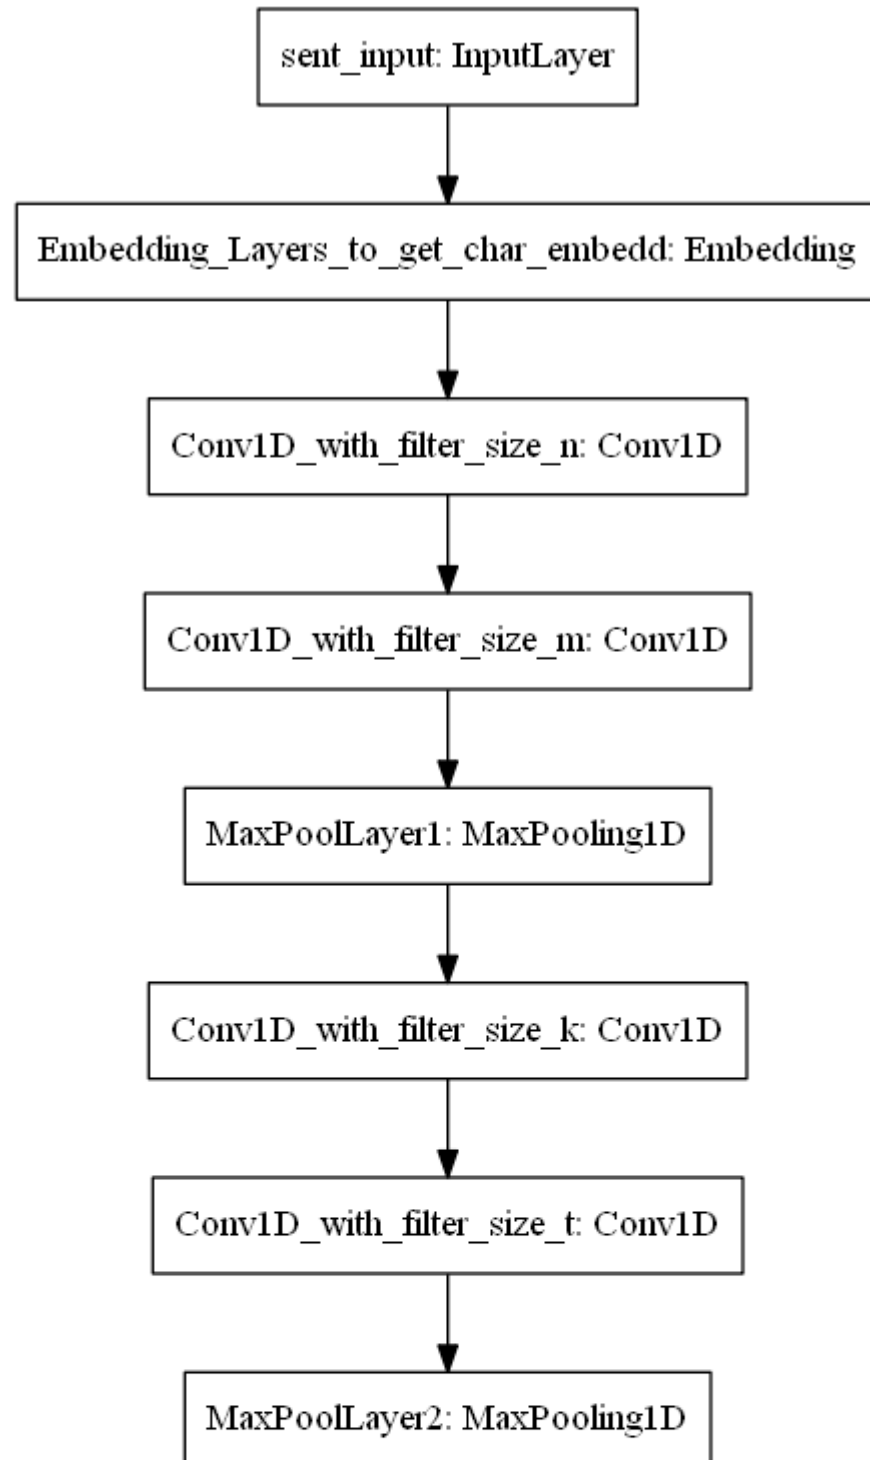 sent_input: InputLayer
Embedding_Layers_to_get_char_embedd: Embedding
Conv1D_with_filter_size_n: Conv1D
Conv1D_with_filter_size_m: Conv1D
MaxPoolLayer1: MaxPooling1D
Conv1D_with_filter_size_k: Conv1D
Conv1D_with_filter_size_t: Conv1D
MaxPoolLayer2: MaxPooling1D